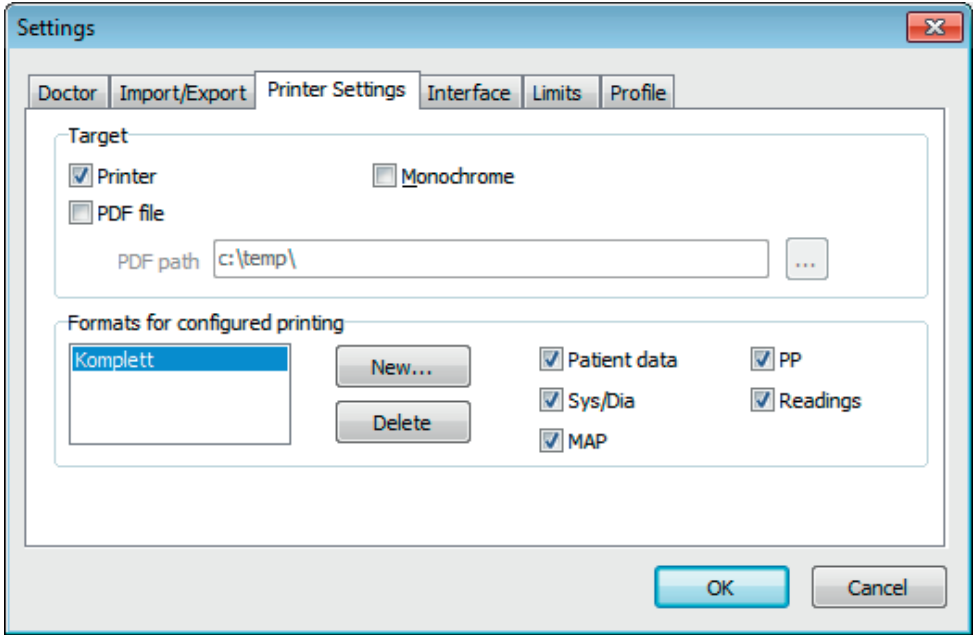 Settings
Doctor Import/Export Printer Settings Interface Limits Profile
Target
Printer Monochrome
PDF file
PDF path c:\temp\ ...
Formats for configured printing
Komplett New... Patient data PP
Sys/Dia Readings
Delete
MAP
OK Cancel